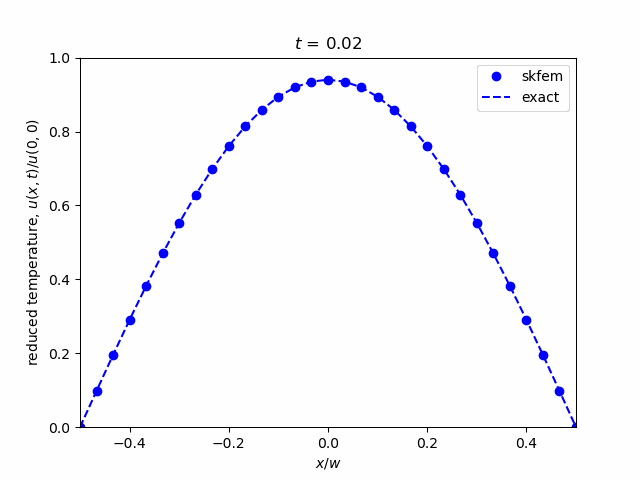 t = 0.02
1.0
0.8
0.6
0.4
0.2
0.0
reduced temperature, u(x, t)/u(0, 0)
skfem
exact
−0.4
−0.2
0.0
0.2
0.4
x/w